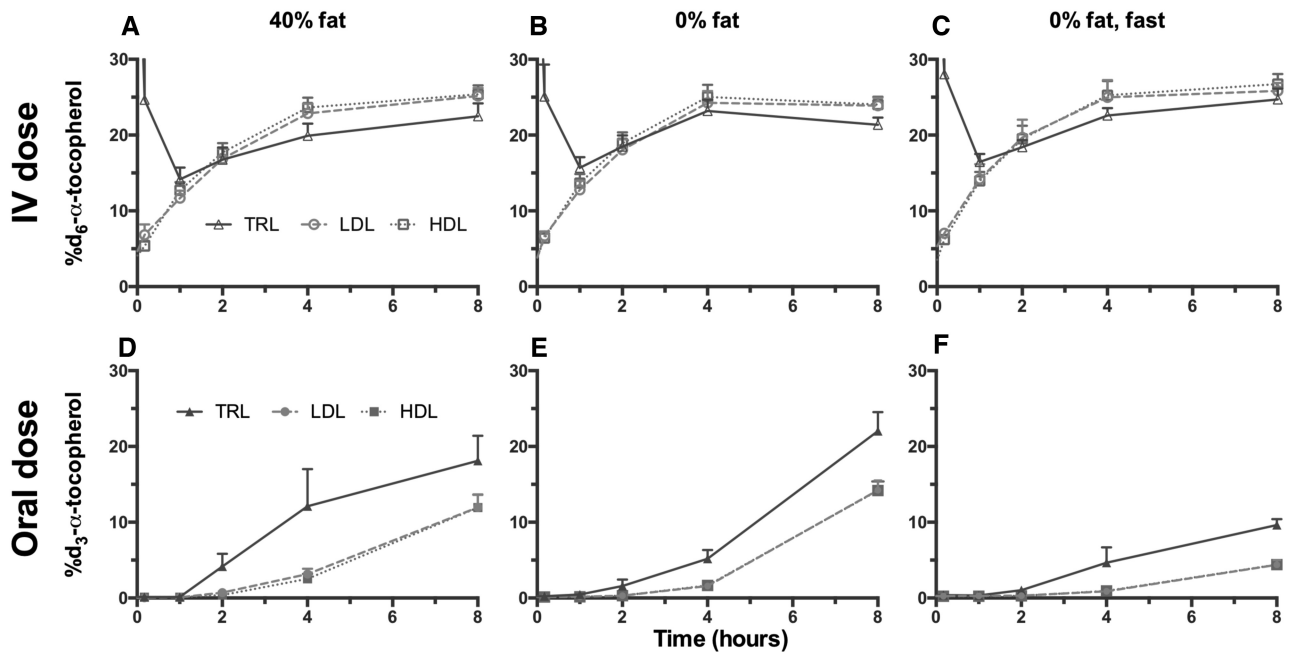 A 40% fat
B 0% fat
C 0% fat, fast
IV dose
%d6-α-tocopherol
30
20
10
0
0 2 4 6 8
TRL LDL HDL
30
20
10
0
0 2 4 6 8
30
20
10
0
0 2 4 6 8
D
E
F
Oral dose
%d3-α-tocopherol
30
20
10
0
0 2 4 6 8
TRL LDL HDL
30
20
10
0
0 2 4 6 8
30
20
10
0
0 2 4 6 8
Time (hours)